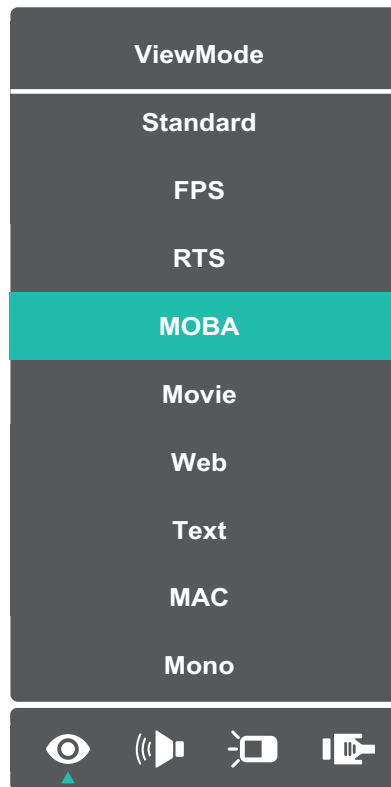 ViewMode
Standard
FPS
RTS
MOBA
Movie
Web
Text
MAC
Mono